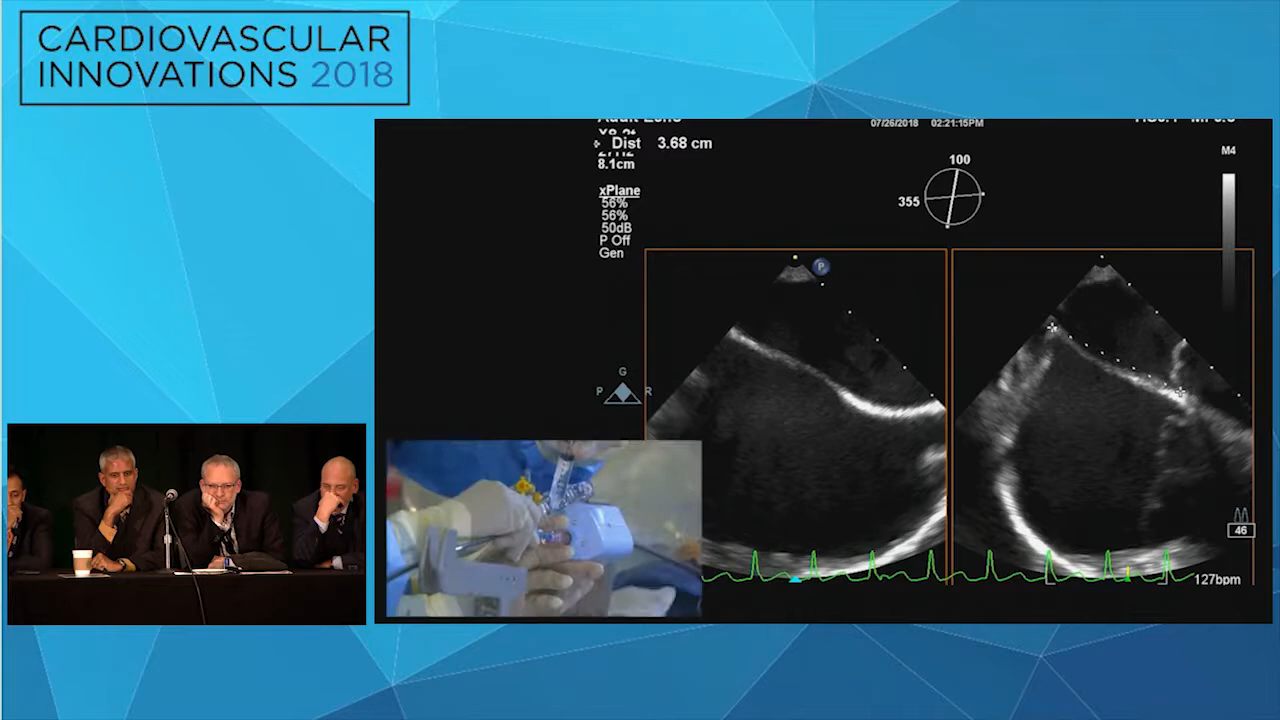 CARDIOVASCULAR
INNOVATIONS 2018
07/26/2018 02:21:15PM
Dist 3.68 cm
8.1cm
xPlane
56%
56%
50dB
P Off
Gen
100
355
M4
P
G
P R
46
127bpm